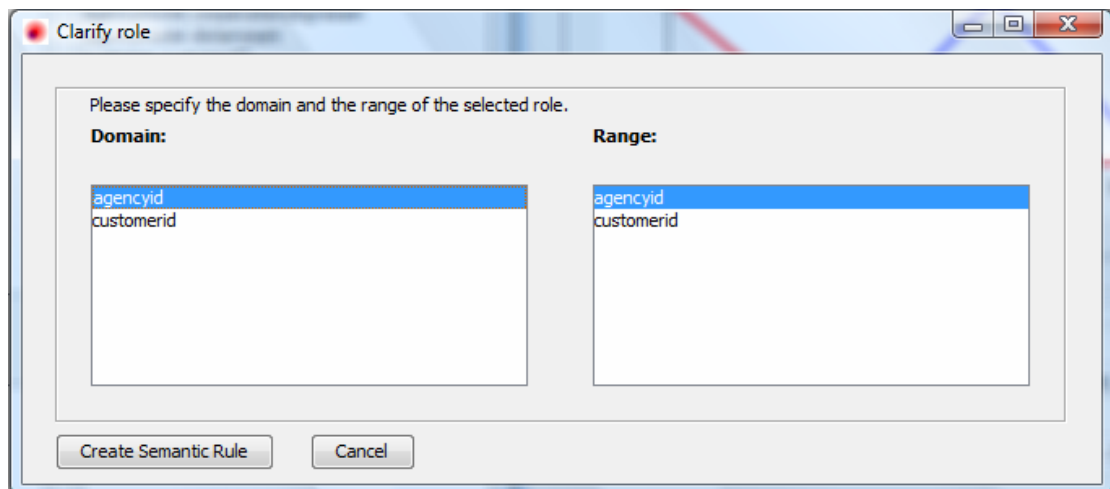 Clarify role
Please specify the domain and the range of the selected role.
Domain:
Range:
agencyid
customerid
agencyid
customerid
Create Semantic Rule
Cancel